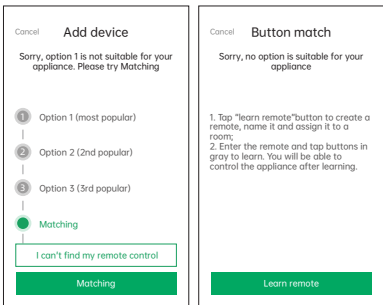 Cancel Add device
Sorry, option 1 is not suitable for your
appliance. Please try Matching
1 Option 1 (most popular)
2 Option 2 (2nd popular)
3 Option 3 (3rd popular)
Matching
I can't find my remote control
Matching
Cancel Button match
Sorry, no option is suitable for your
appliance
1. Tap "learn remote"button to create a
remote, name it and assign it to a
room;
2. Enter the remote and tap buttons in
gray to learn. You will be able to
control the appliance after learning.
Learn remote